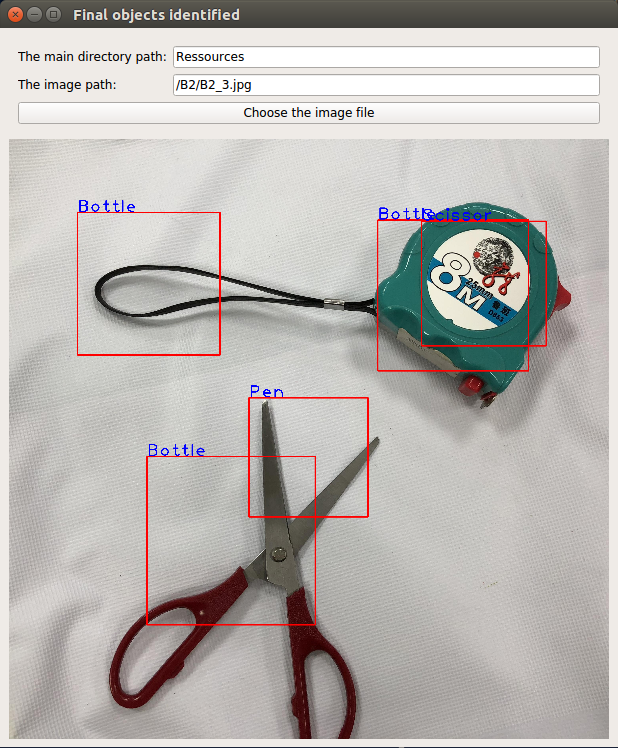 Final objects identified
The main directory path: Ressources
The image path: /B2/B2_3.jpg
Choose the image file
Bottle
Bottle
Scissor
8M
25mm
Pen
Bottle